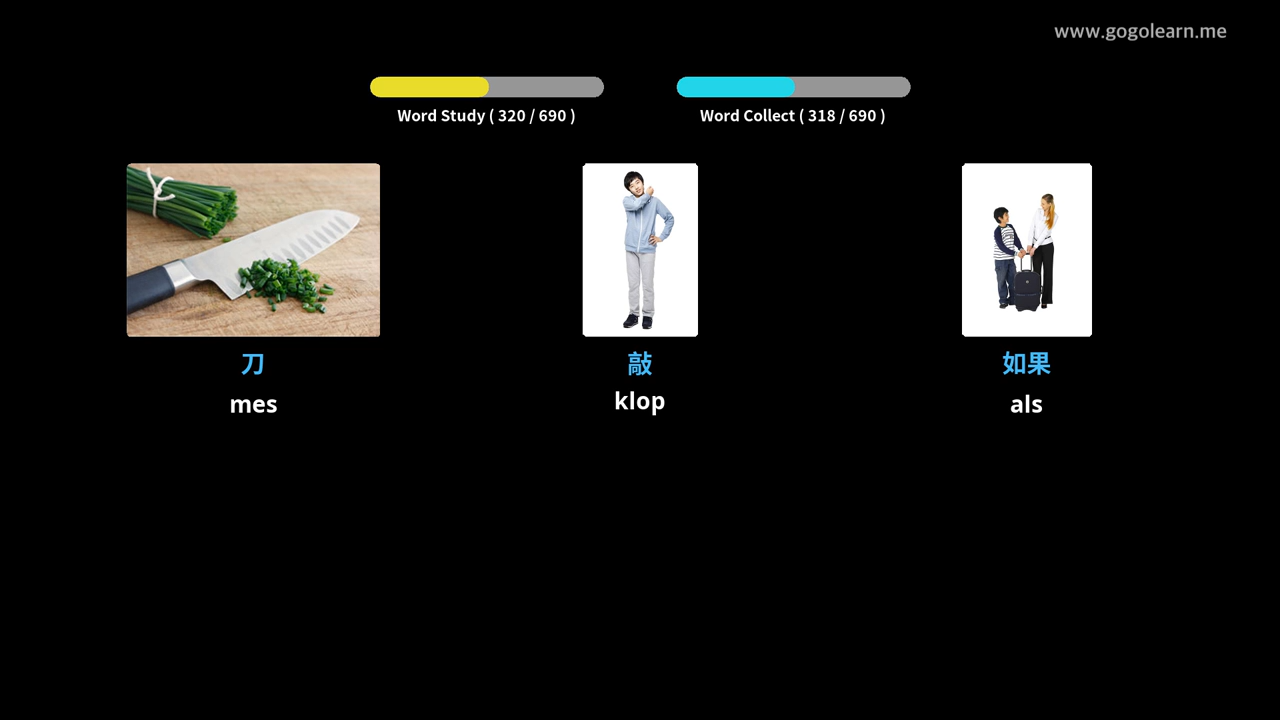 www.gogolearn.me
Word Study ( 320 / 690 )
Word Collect ( 318 / 690 )
刀
敲
如果
mes
klop
als